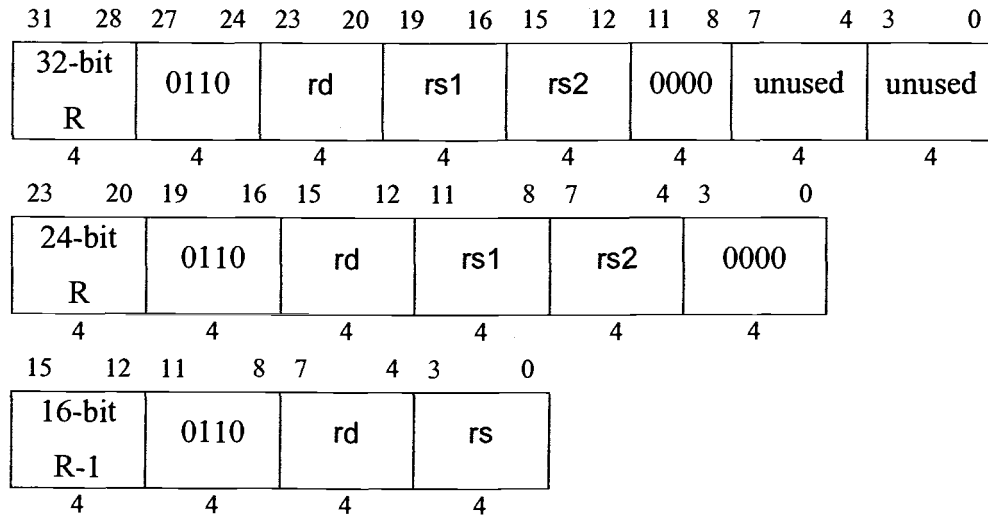 31 28 27 24 23 20 19 16 15 12 11 8 7 4 3 0
32-bit R 0110 rd rs1 rs2 0000 unused unused
4 4 4 4 4 4 4 4
23 20 19 16 15 12 11 8 7 4 3 0
24-bit R 0110 rd rs1 rs2 0000
4 4 4 4 4 4
15 12 11 8 7 4 3 0
16-bit R-1 0110 rd rs
4 4 4 4